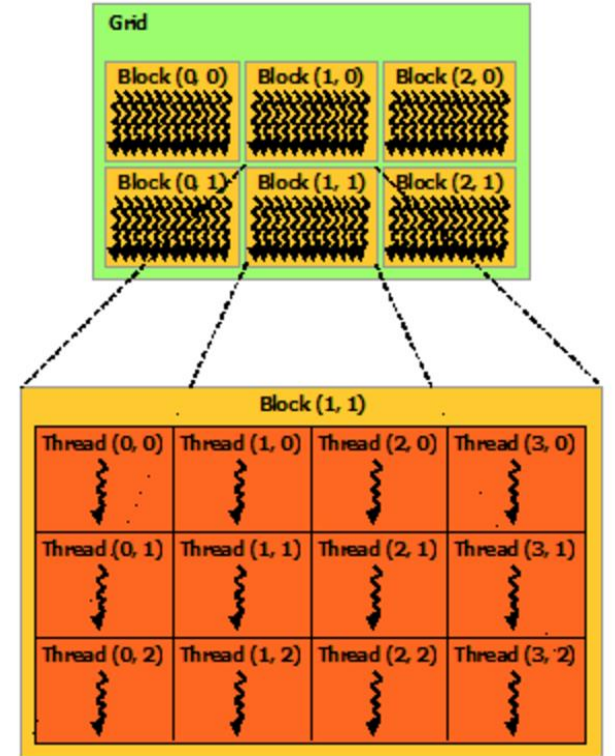 Grid
Block (0, 0) Block (1, 0) Block (2, 0)
Block (0, 1) Block (1, 1) Block (2, 1)
Block (1, 1)
Thread (0, 0) Thread (1, 0) Thread (2, 0) Thread (3, 0)
Thread (0, 1) Thread (1, 1) Thread (2, 1) Thread (3, 1)
Thread (0, 2) Thread (1, 2) Thread (2, 2) Thread (3, 2)